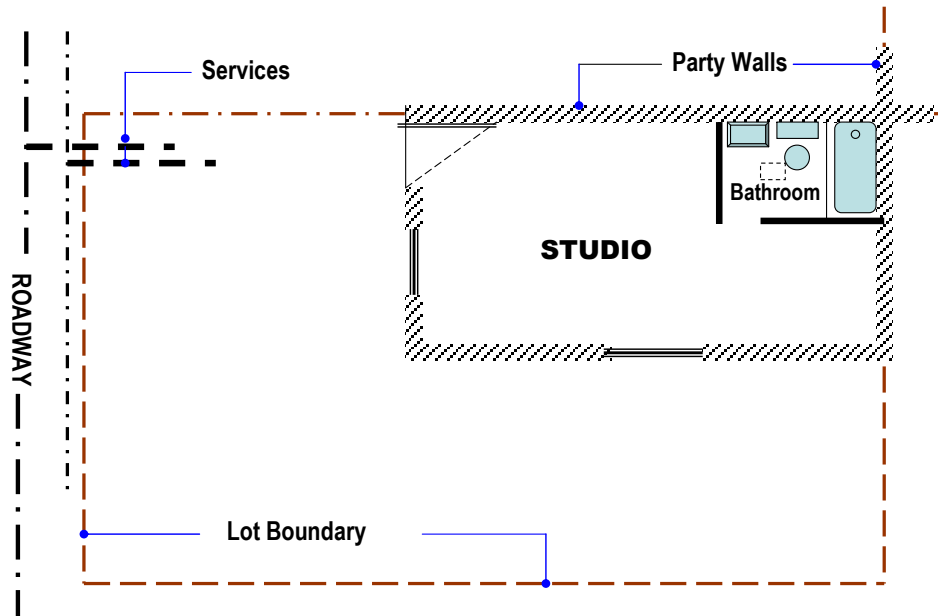 Services
Party Walls
Bathroom
STUDIO
ROADWAY
Lot Boundary